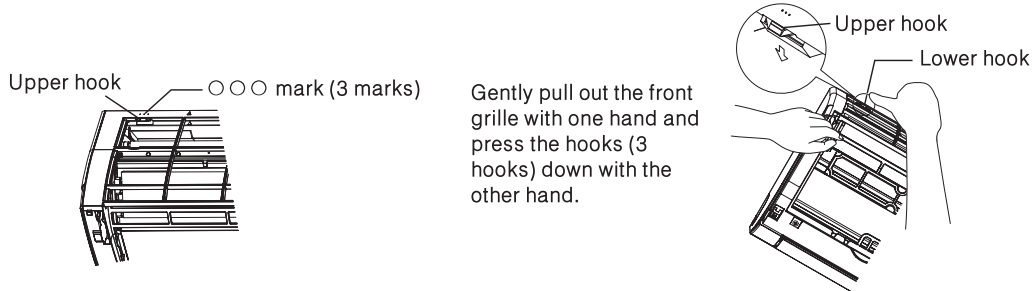 Upper hook
○○○ mark (3 marks)
Gently pull out the front
grille with one hand and
press the hooks (3
hooks) down with the
other hand.
Upper hook
Lower hook